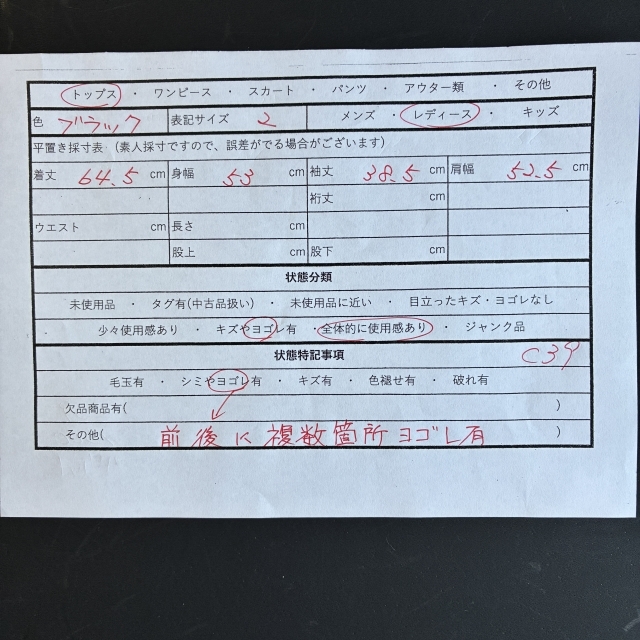 トップス ・ ワンピース ・ スカート ・ パンツ ・ アウター類 ・ その他
色 ブラック 表記サイズ 2 メンズ ・ レディース ・ キッズ
平置き採寸表 (素人採寸ですので、誤差がでる場合がございます)
着丈 64.5 cm 身幅 53 cm 袖丈 38.5 cm 肩幅 52.5 cm
裄丈 cm
ウエスト cm 長さ cm
股上 cm 股下 cm
状態分類
未使用品 ・ タグ有(中古品扱い) ・ 未使用品に近い ・ 目立ったキズ・ヨゴレなし
少々使用感あり ・ キズやヨゴレ有 ・ 全体的に使用感あり ・ ジャンク品
状態特記事項 C39
毛玉有 ・ シミやヨゴレ有 ・ キズ有 ・ 色褪せ有 ・ 破れ有
欠品商品有( )
その他( 前後に複数箇所ヨゴレ有 )